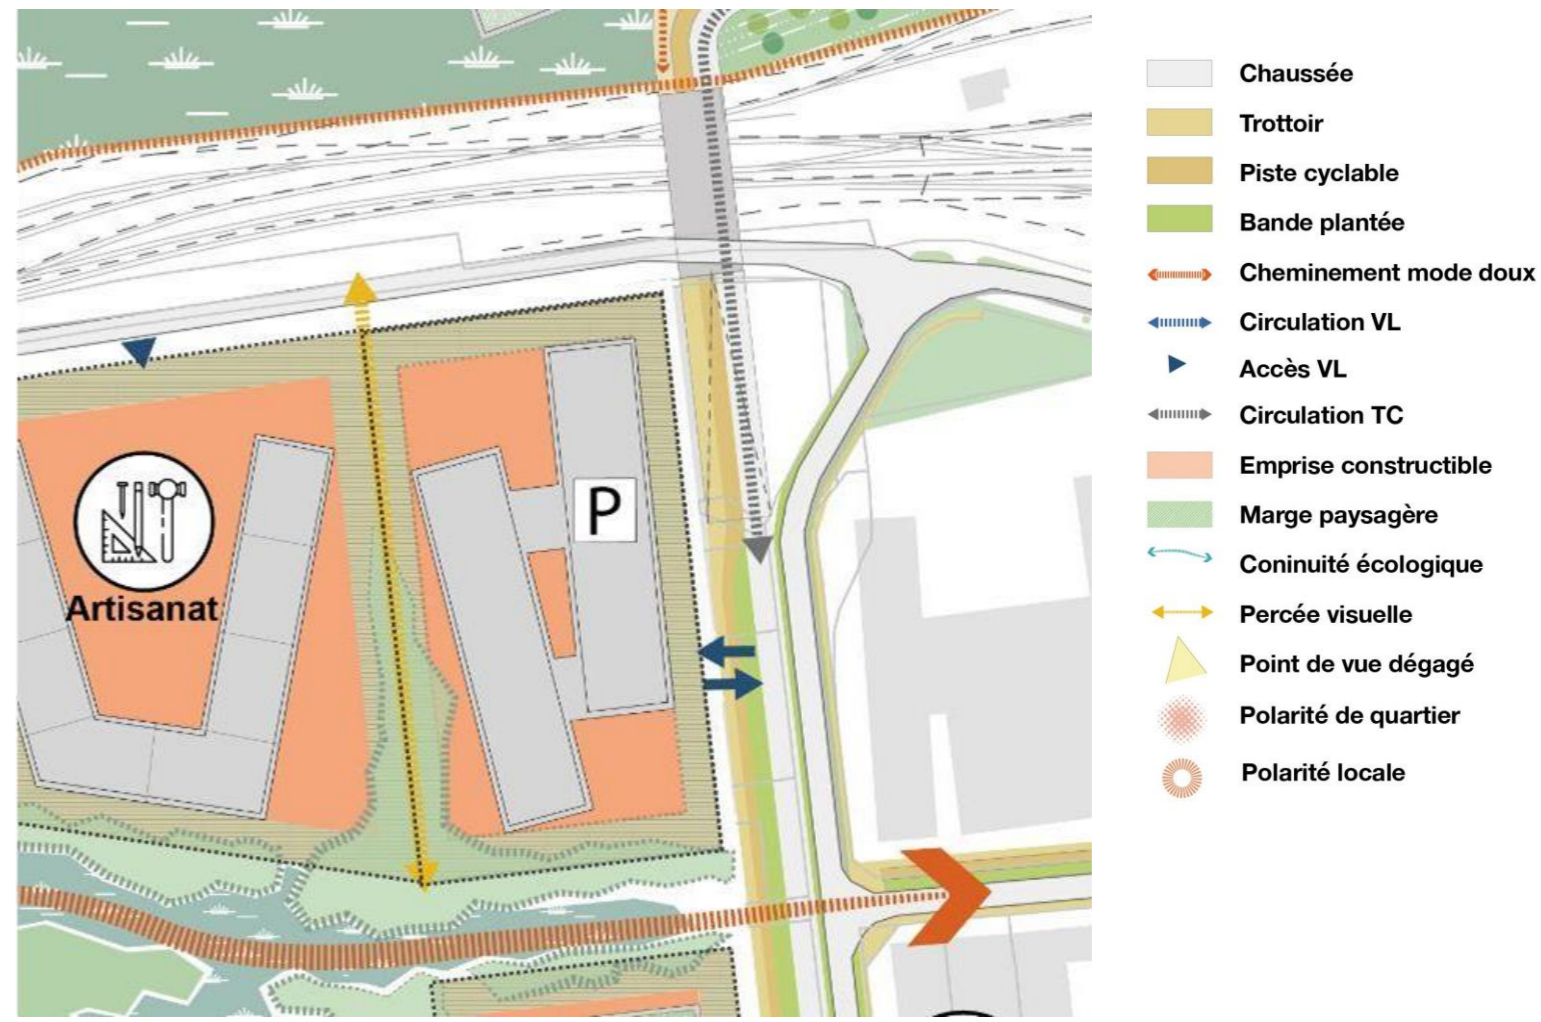 Chaussée
Trottoir
Piste cyclable
Bande plantée
Cheminement mode doux
Circulation VL
Accès VL
Circulation TC
Emprise constructible
Marge paysagère
Coninuité écologique
Percée visuelle
Point de vue dégagé
Polarité de quartier
Polarité locale
P
Artisanat